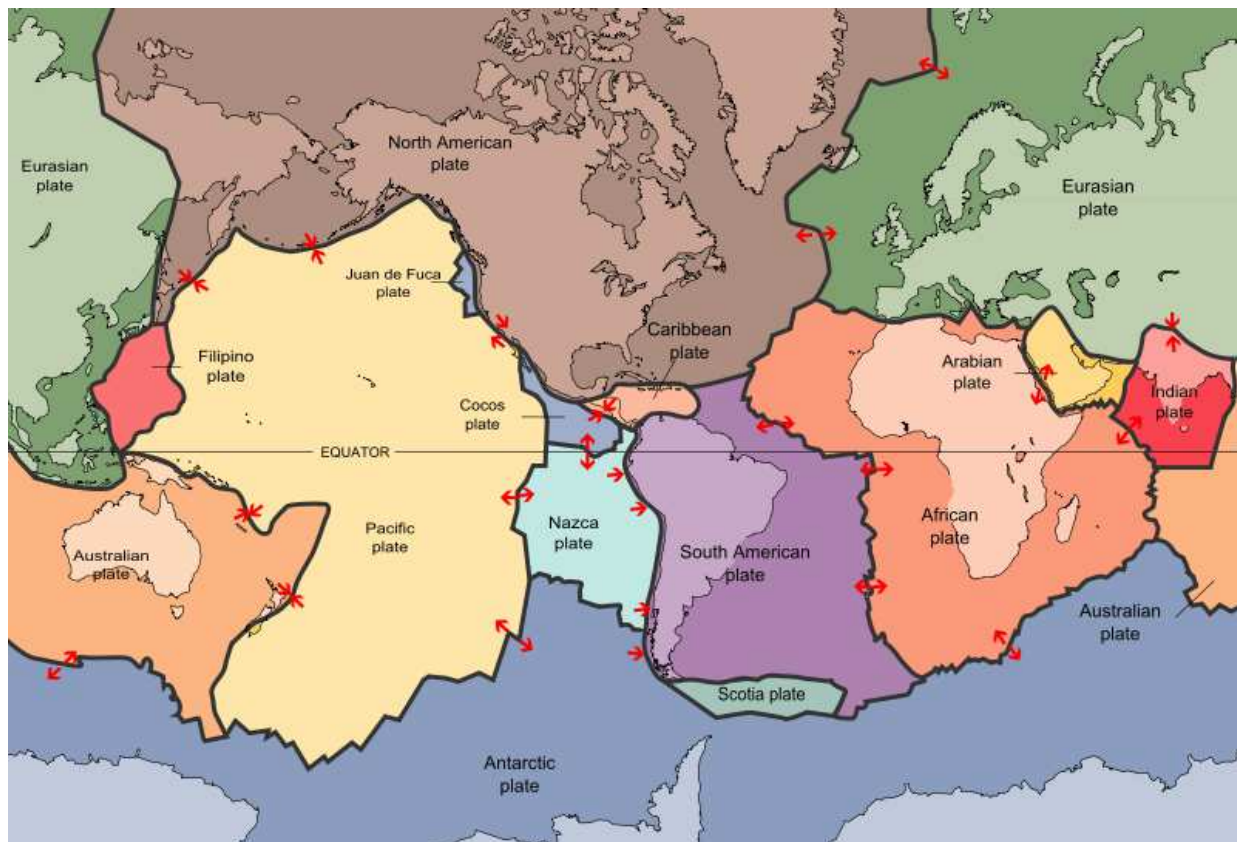 North American
plate
Eurasian
plate
Eurasian
plate
Juan de Fuca
plate
Caribbean
plate
Filipino
plate
Arabian
plate
Indian
plate
Cocos
plate
EQUATOR
Nazca
plate
Pacific
plate
African
plate
Australian
plate
South American
plate
Australian
plate
Scotia plate
Antarctic
plate